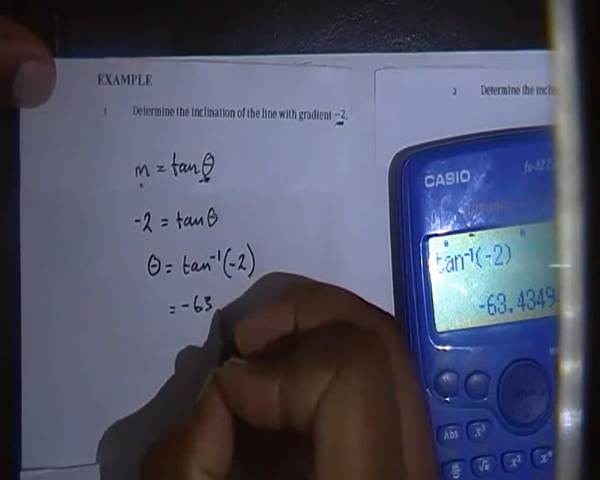 EXAMPLE
1 Determine the inclination of the line with gradient −2.
m = tanθ
-2 = tanθ
θ = tan⁻¹(-2)
= -63
2 Determine the
CASIO
tan⁻¹(-2)
-63.4349
Abs x³